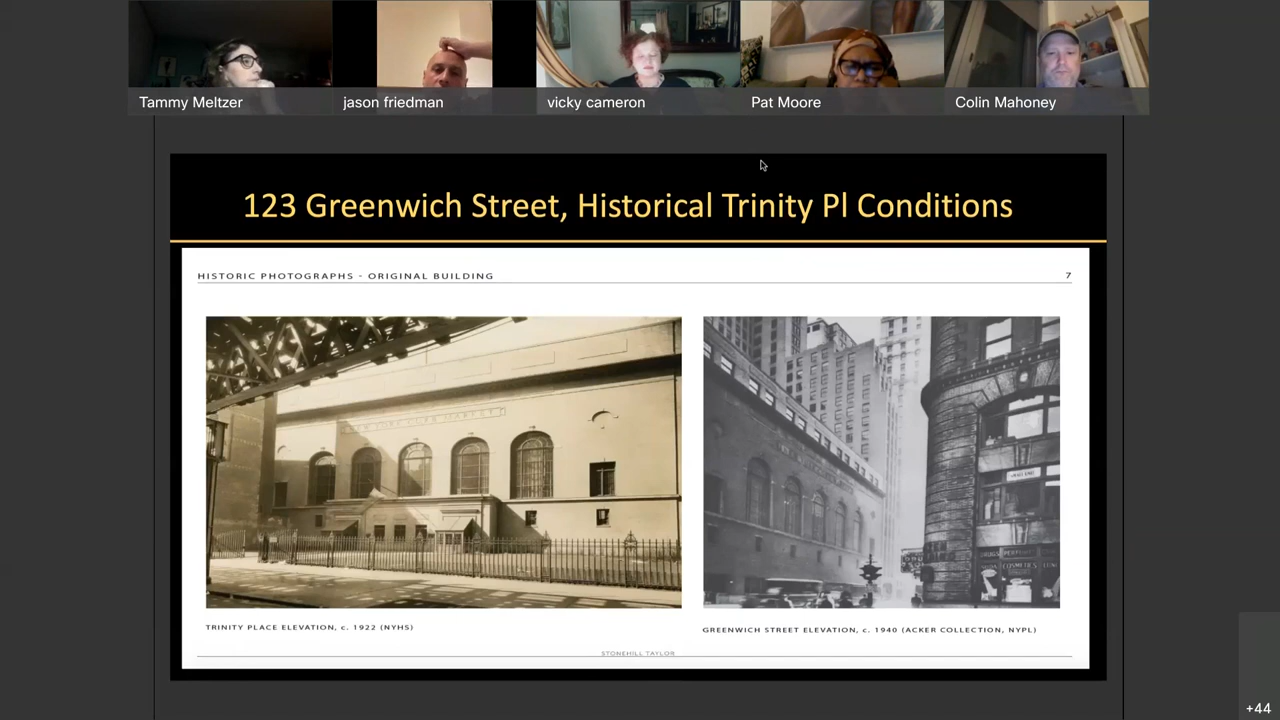 Tammy Meltzer
jason friedman
vicky cameron
Pat Moore
Colin Mahoney
123 Greenwich Street, Historical Trinity Pl Conditions
HISTORIC PHOTOGRAPHS - ORIGINAL BUILDING
7
TRINITY PLACE ELEVATION, c. 1922 (NYHS)
GREENWICH STREET ELEVATION, c. 1940 (ACKER COLLECTION, NYPL)
STONEHILL TAYLOR
+44